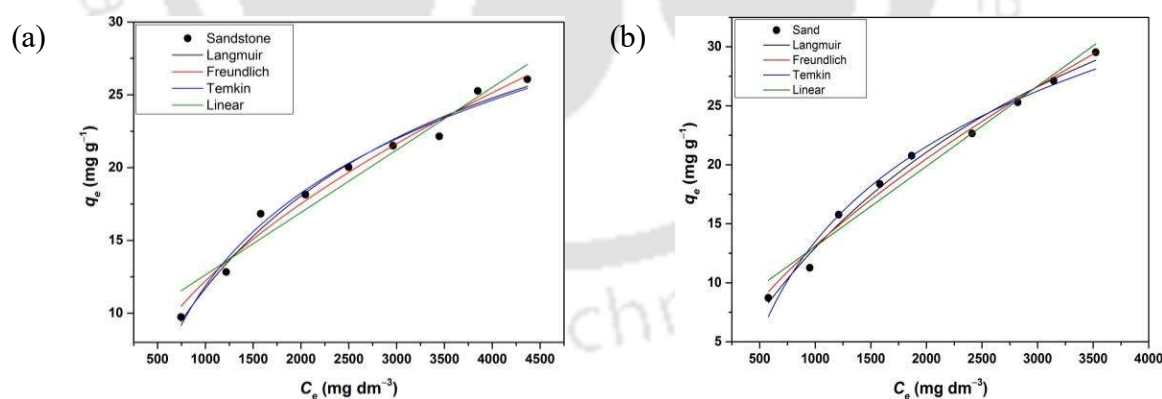 (a)
30
25
20
15
10
q_e (mg g⁻¹)
Sandstone
Langmuir
Freundlich
Temkin
Linear
500 1000 1500 2000 2500 3000 3500 4000 4500
C_e (mg dm⁻³)
(b)
30
25
20
15
10
5
q_e (mg g⁻¹)
Sand
Langmuir
Freundlich
Temkin
Linear
500 1000 1500 2000 2500 3000 3500 4000
C_e (mg dm⁻³)